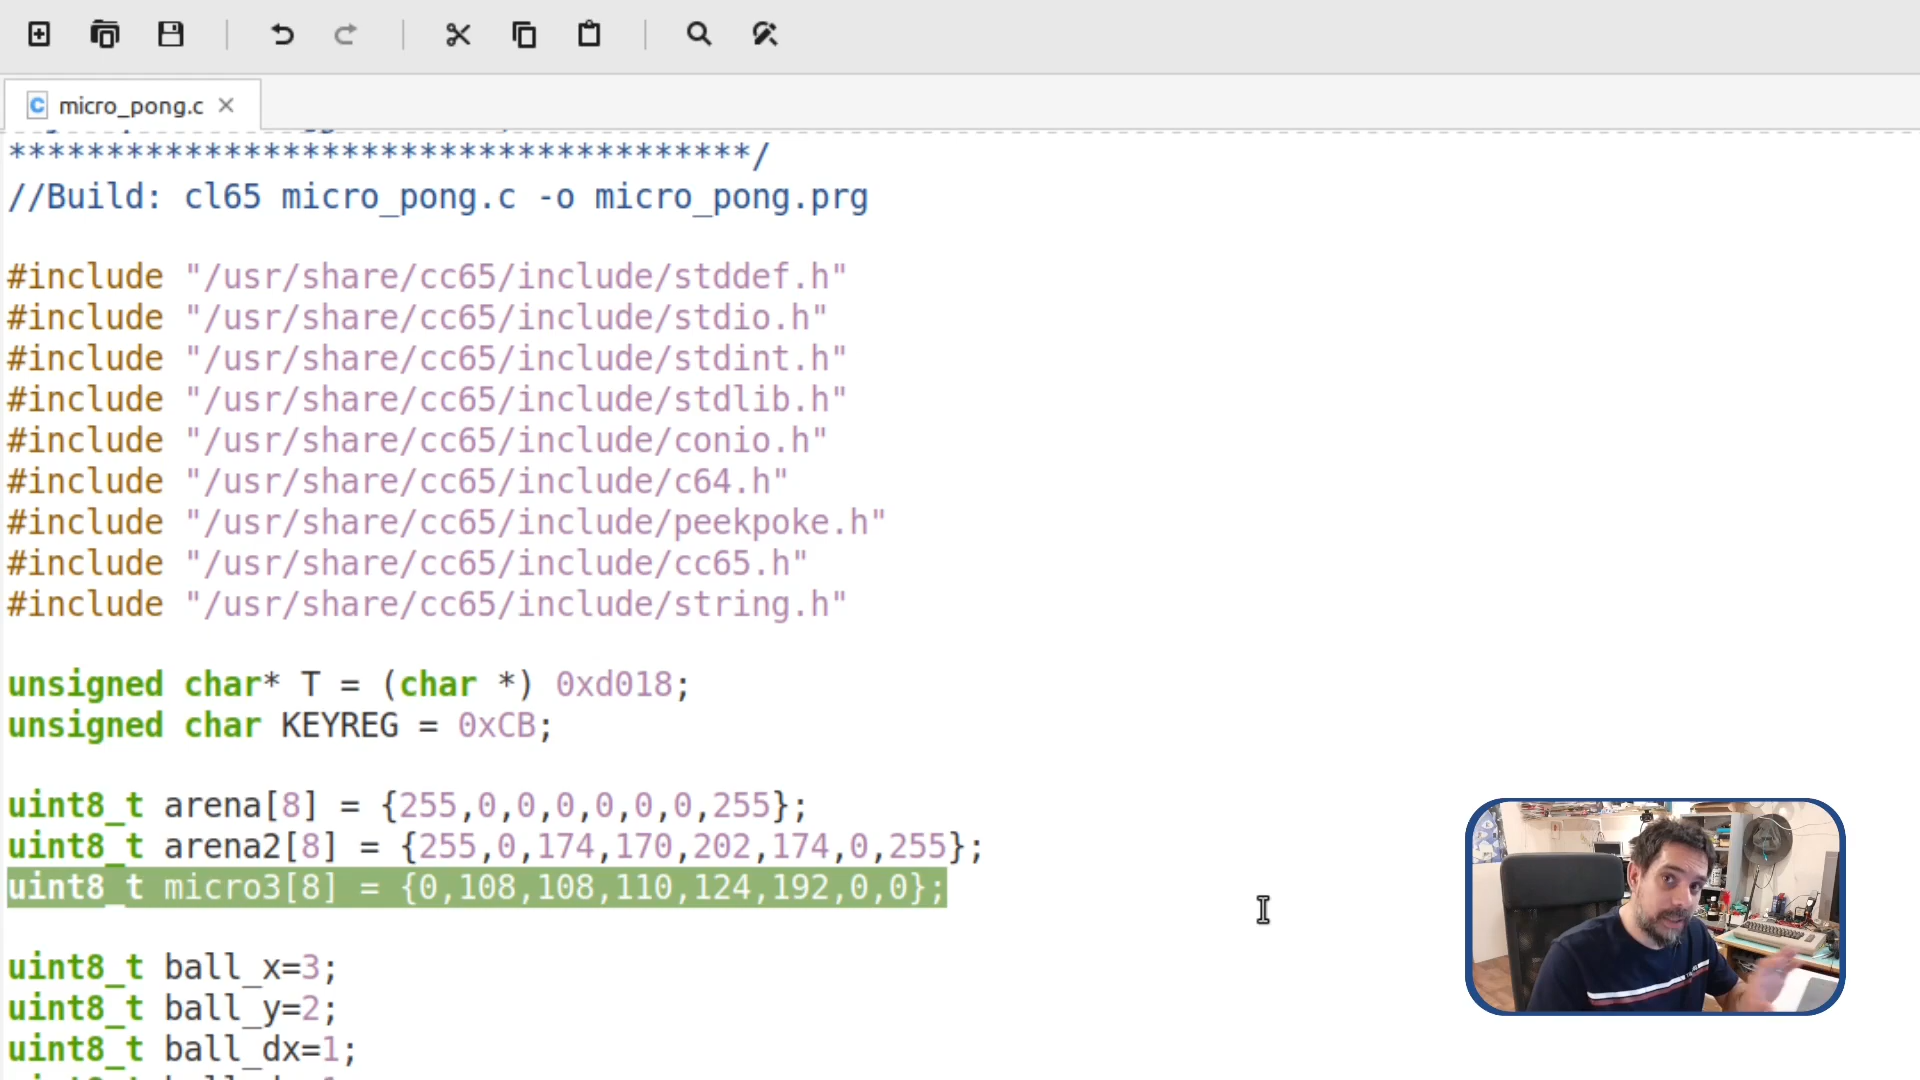 micro_pong.c
**************************************/
//Build: cl65 micro_pong.c -o micro_pong.prg
#include "/usr/share/cc65/include/stddef.h"
#include "/usr/share/cc65/include/stdio.h"
#include "/usr/share/cc65/include/stdint.h"
#include "/usr/share/cc65/include/stdlib.h"
#include "/usr/share/cc65/include/conio.h"
#include "/usr/share/cc65/include/c64.h"
#include "/usr/share/cc65/include/peekpoke.h"
#include "/usr/share/cc65/include/cc65.h"
#include "/usr/share/cc65/include/string.h"
unsigned char* T = (char *) 0xd018;
unsigned char KEYREG = 0xCB;
uint8_t arena[8] = {255,0,0,0,0,0,0,255};
uint8_t arena2[8] = {255,0,174,170,202,174,0,255};
uint8_t micro3[8] = {0,108,108,110,124,192,0,0};
uint8_t ball_x=3;
uint8_t ball_y=2;
uint8_t ball_dx=1;